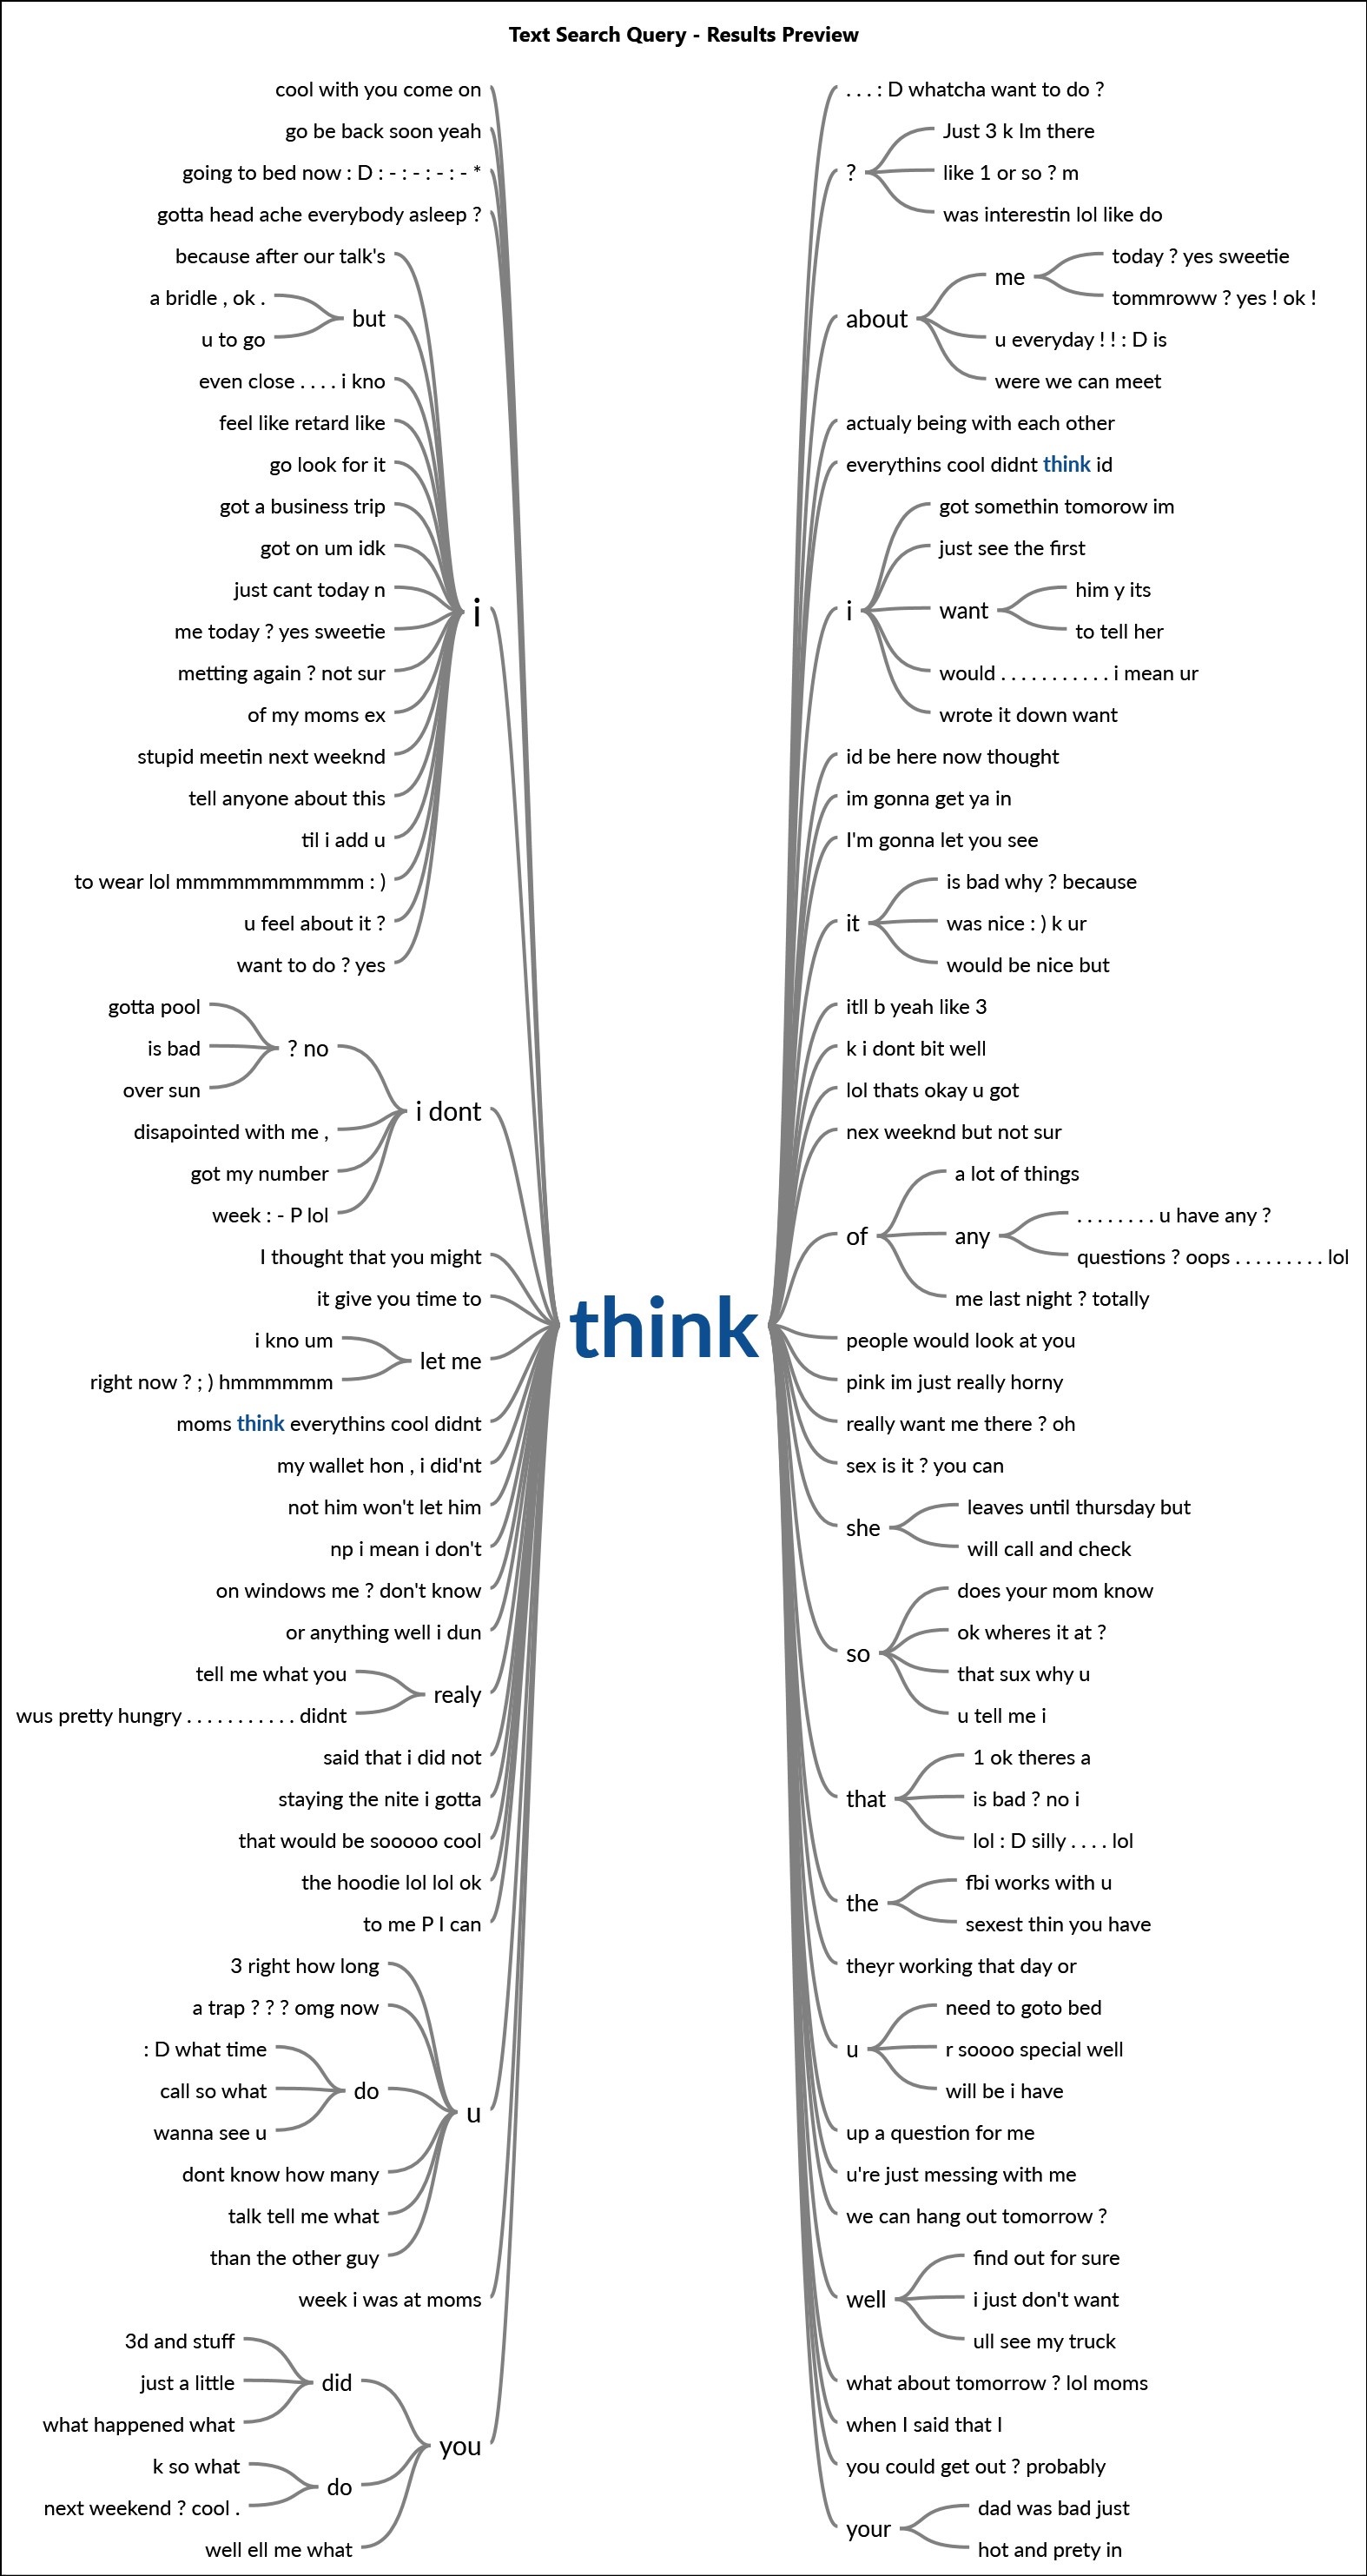 Text Search Query - Results Preview
cool with you come on
go be back soon yeah
going to bed now : D : - : - : - : - *
gotta head ache everybody asleep ?
because after our talk's
a bridle , ok .
but
u to go
even close . . . . i kno
feel like retard like
go look for it
got a business trip
got on um idk
just cant today n
i
me today ? yes sweetie
metting again ? not sur
of my moms ex
stupid meetin next weeknd
tell anyone about this
til i add u
to wear lol mmmmmmmmmmm : )
u feel about it ?
want to do ? yes
gotta pool
is bad
? no
over sun
i dont
disapointed with me ,
got my number
week : - P lol
I thought that you might
it give you time to
i kno um
let me
right now ? ; ) hmmmmmm
moms think everythins cool didnt
my wallet hon , i did'nt
not him won't let him
np i mean i don't
on windows me ? don't know
or anything well i dun
tell me what you
realy
wus pretty hungry . . . . . . . . . . . didnt
said that i did not
staying the nite i gotta
that would be sooooo cool
the hoodie lol lol ok
to me P I can
3 right how long
a trap ? ? ? omg now
: D what time
call so what
do
wanna see u
u
dont know how many
talk tell me what
than the other guy
week i was at moms
3d and stuff
just a little
did
what happened what
you
k so what
do
next weekend ? cool .
well ell me what
think
. . . : D whatcha want to do ?
Just 3 k Im there
?
like 1 or so ? m
was interestin lol like do
today ? yes sweetie
me
tommroww ? yes ! ok !
about
u everyday ! ! : D is
were we can meet
actualy being with each other
everythins cool didnt think id
got somethin tomorow im
just see the first
him y its
i
want
to tell her
would . . . . . . . . . . . i mean ur
wrote it down want
id be here now thought
im gonna get ya in
I'm gonna let you see
is bad why ? because
it
was nice : ) k ur
would be nice but
itll b yeah like 3
k i dont bit well
lol thats okay u got
nex weeknd but not sur
a lot of things
. . . . . . . . u have any ?
of
any
questions ? oops . . . . . . . . . lol
me last night ? totally
people would look at you
pink im just really horny
really want me there ? oh
sex is it ? you can
leaves until thursday but
she
will call and check
does your mom know
ok wheres it at ?
so
that sux why u
u tell me i
1 ok theres a
that
is bad ? no i
lol : D silly . . . . lol
fbi works with u
the
sexest thin you have
theyr working that day or
need to goto bed
u
r soooo special well
will be i have
up a question for me
u're just messing with me
we can hang out tomorrow ?
find out for sure
well
i just don't want
ull see my truck
what about tomorrow ? lol moms
when I said that I
you could get out ? probably
dad was bad just
your
hot and prety in